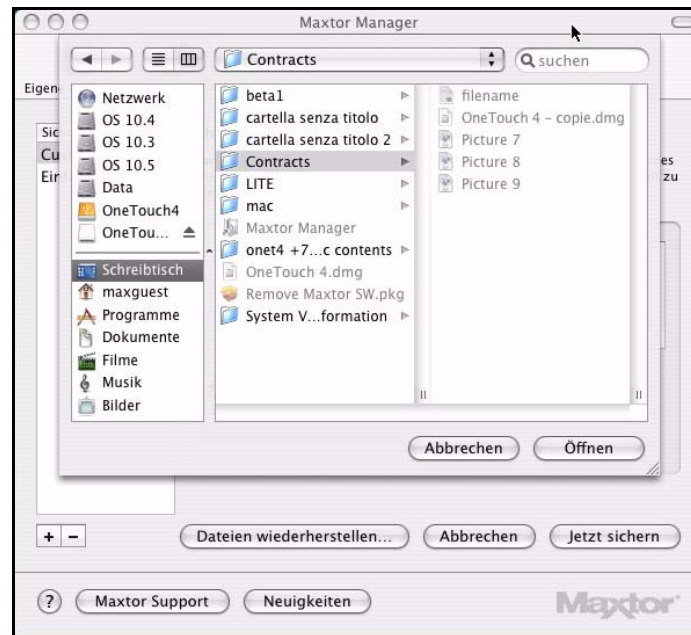 Maxtor Manager
Contracts
suchen
Eigen
Sic
Cu
Ein
es
zu
Netzwerk
OS 10.4
OS 10.3
OS 10.5
Data
OneTouch4
OneTou...
Schreibtisch
maxguest
Programme
Dokumente
Filme
Musik
Bilder
beta1
cartella senza titolo
cartella senza titolo 2
Contracts
LITE
mac
Maxtor Manager
onet4 +7...c contents
OneTouch 4.dmg
Remove Maxtor SW.pkg
System V...formation
filename
OneTouch 4 – copie.dmg
Picture 7
Picture 8
Picture 9
Abbrechen Öffnen
+ – Dateien wiederherstellen... Abbrechen Jetzt sichern
? Maxtor Support Neuigkeiten Maxtor